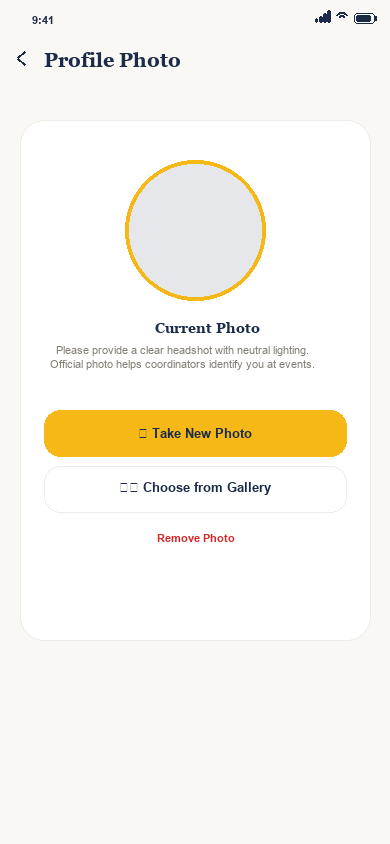 9:41
Profile Photo
Current Photo
Please provide a clear headshot with neutral lighting.
Official photo helps coordinators identify you at events.
Take New Photo
Choose from Gallery
Remove Photo